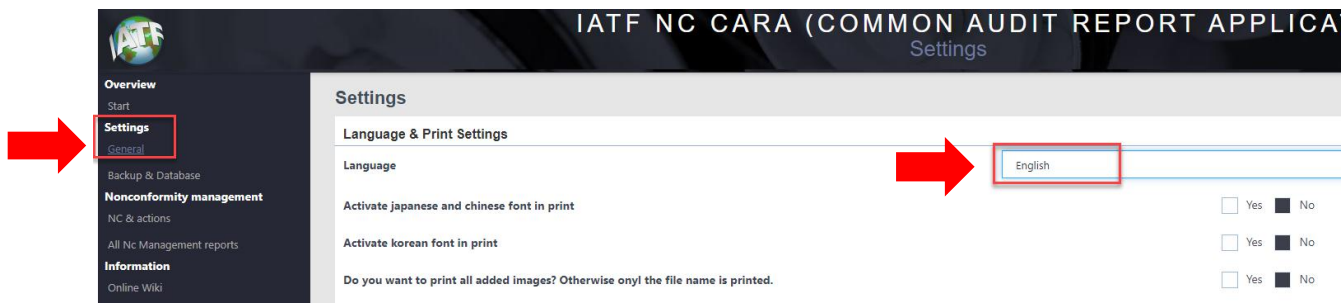 IATF
IATF NC CARA (COMMON AUDIT REPORT APPLICA
Settings
Overview
Start
Settings
General
Backup & Database
Nonconformity management
NC & actions
All Nc Management reports
Information
Online Wiki
Settings
Language & Print Settings
Language English
Activate japanese and chinese font in print Yes No
Activate korean font in print Yes No
Do you want to print all added images? Otherwise onyl the file name is printed. Yes No